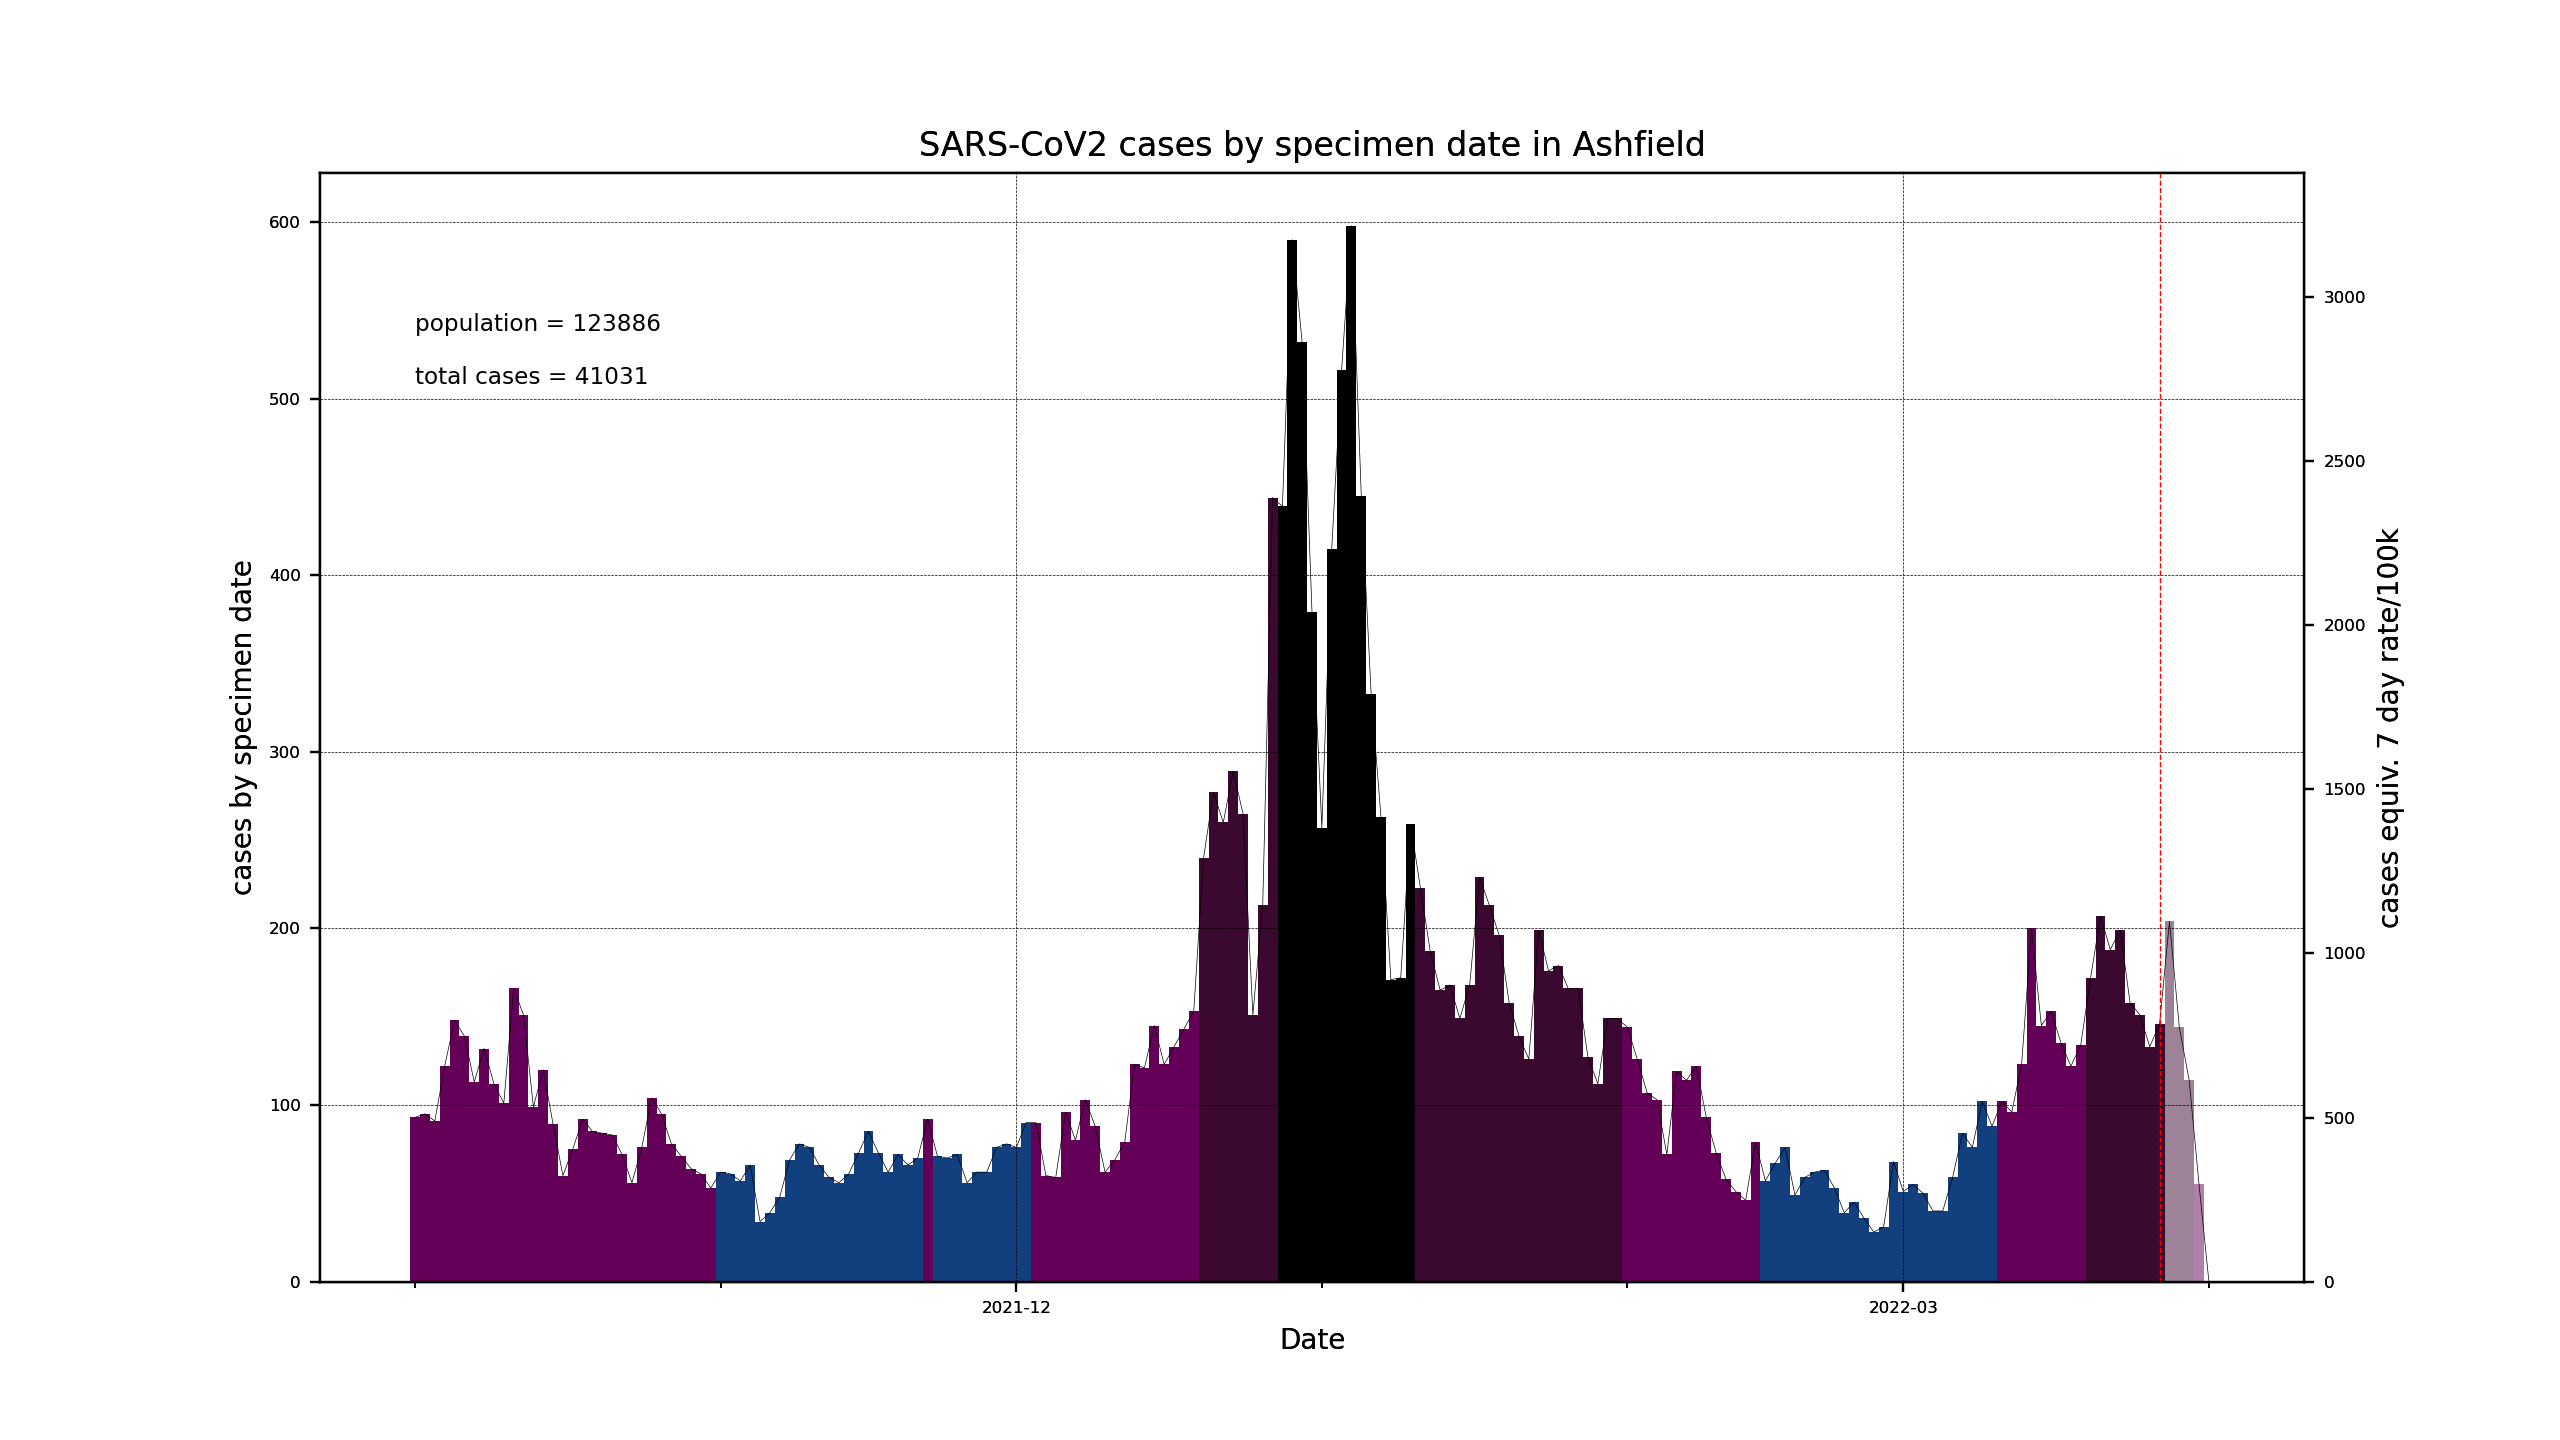 SARS-CoV2 cases by specimen date in Ashfield
population = 123886
total cases = 41031
cases by specimen date
600
500
400
300
200
100
0
cases equiv. 7 day rate/100k
3000
2500
2000
1500
1000
500
0
2021-12
2022-03
Date